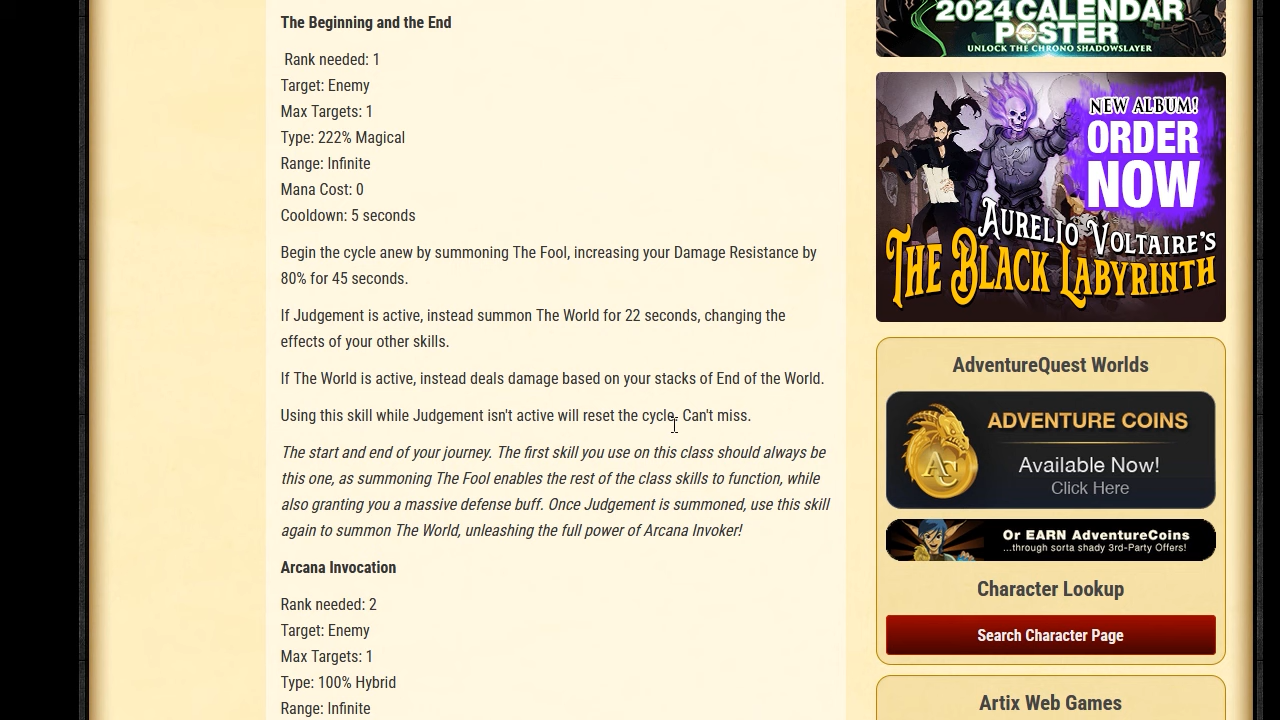 The Beginning and the End
Rank needed: 1
Target: Enemy
Max Targets: 1
Type: 222% Magical
Range: Infinite
Mana Cost: 0
Cooldown: 5 seconds
Begin the cycle anew by summoning The Fool, increasing your Damage Resistance by
80% for 45 seconds.
If Judgement is active, instead summon The World for 22 seconds, changing the
effects of your other skills.
If The World is active, instead deals damage based on your stacks of End of the World.
Using this skill while Judgement isn't active will reset the cycle. Can't miss.
The start and end of your journey. The first skill you use on this class should always be
this one, as summoning The Fool enables the rest of the class skills to function, while
also granting you a massive defense buff. Once Judgement is summoned, use this skill
again to summon The World, unleashing the full power of Arcana Invoker!
Arcana Invocation
Rank needed: 2
Target: Enemy
Max Targets: 1
Type: 100% Hybrid
Range: Infinite
2024 CALENDAR
POSTER
UNLOCK THE CHRONO SHADOWSLAYER
NEW ALBUM!
ORDER
NOW
AURELIO VOLTAIRE'S
THE BLACK LABYRINTH
AdventureQuest Worlds
AC
ADVENTURE COINS
Available Now!
Click Here
Or EARN AdventureCoins
...through sorta shady 3rd-Party Offers!
Character Lookup
Search Character Page
Artix Web Games